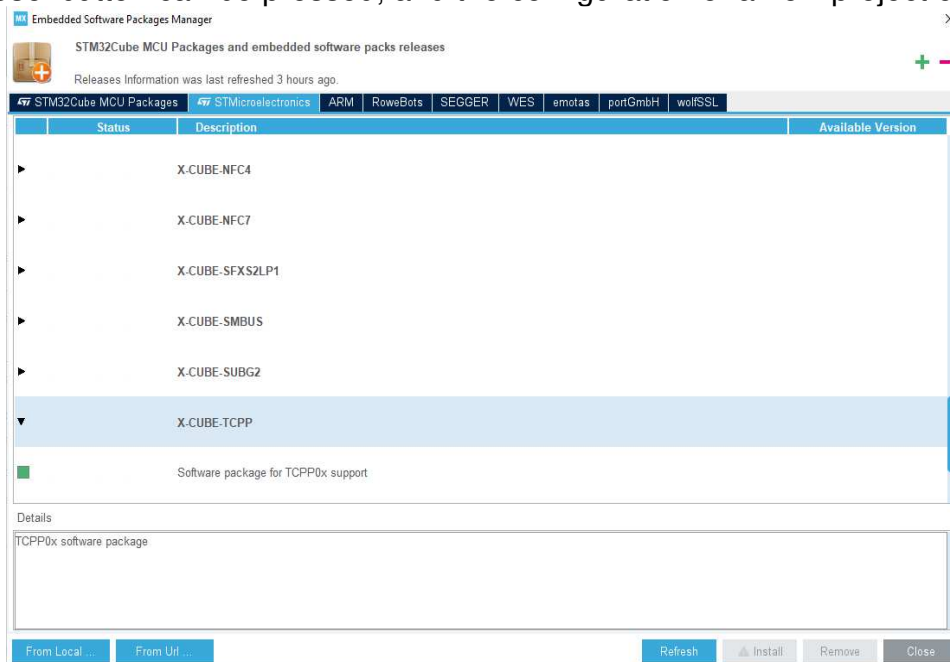 Embedded Software Packages Manager
STM32Cube MCU Packages and embedded software packs releases
Releases Information was last refreshed 3 hours ago.
STM32Cube MCU Packages STMicroelectronics ARM RoweBots SEGGER WES emotas portGmbH wolfSSL
Status Description Available Version
X-CUBE-NFC4
X-CUBE-NFC7
X-CUBE-SFXS2LP1
X-CUBE-SMBUS
X-CUBE-SUBG2
X-CUBE-TCPP
Software package for TCPP0x support
Details
TCPP0x software package
From Local ... From Url ... Refresh Install Remove Close